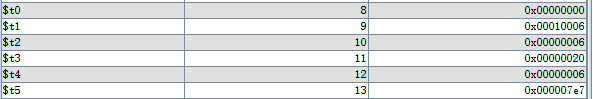 $t0 8 0x00000000
$t1 9 0x00010006
$t2 10 0x00000006
$t3 11 0x00000020
$t4 12 0x00000006
$t5 13 0x000007e7